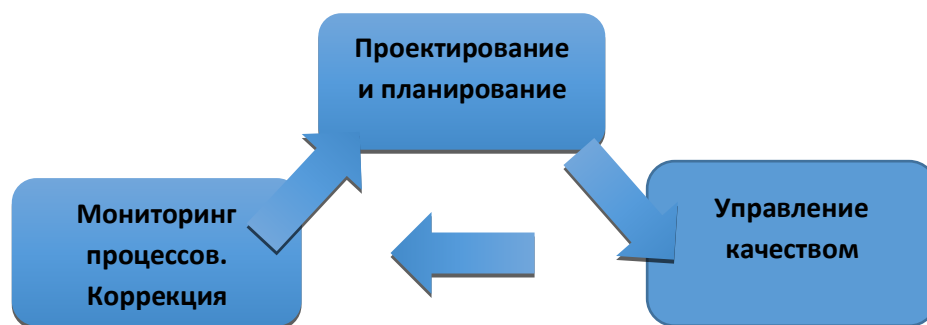 Проектирование
и планирование
Мониторинг
процессов.
Коррекция
Управление
качеством